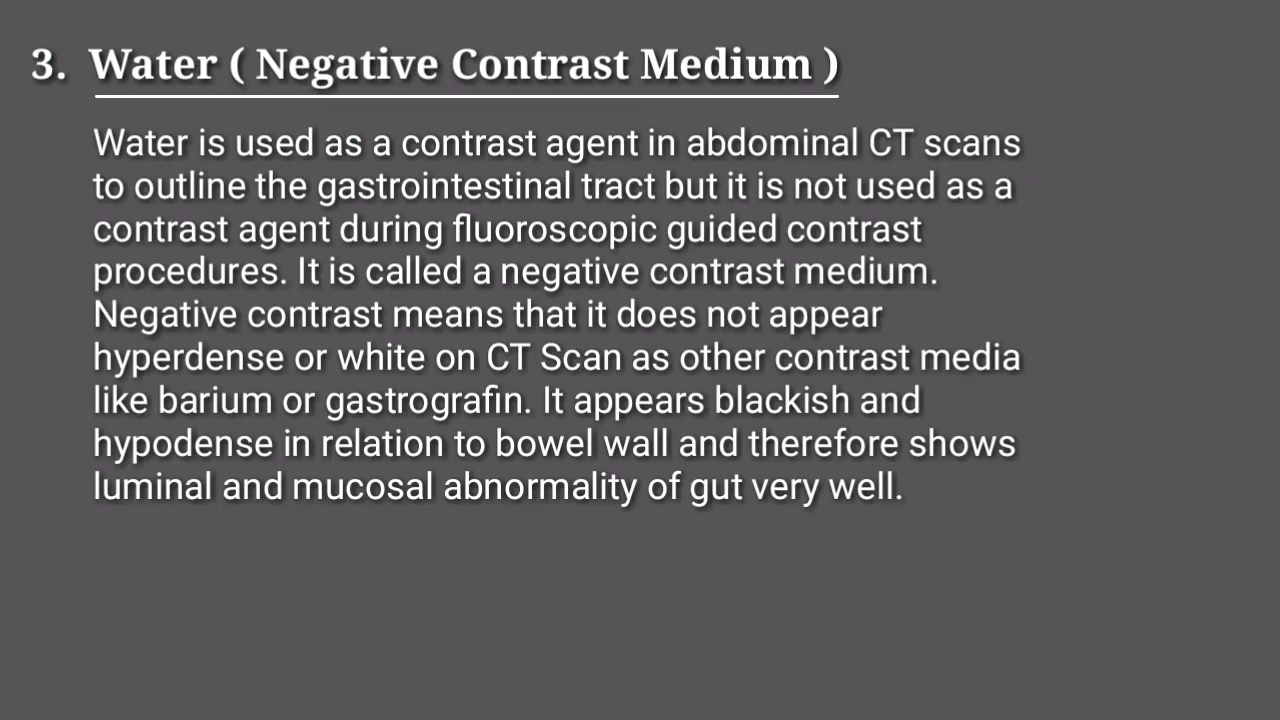 3. Water ( Negative Contrast Medium )
Water is used as a contrast agent in abdominal CT scans
to outline the gastrointestinal tract but it is not used as a
contrast agent during fluoroscopic guided contrast
procedures. It is called a negative contrast medium.
Negative contrast means that it does not appear
hyperdense or white on CT Scan as other contrast media
like barium or gastrografin. It appears blackish and
hypodense in relation to bowel wall and therefore shows
luminal and mucosal abnormality of gut very well.